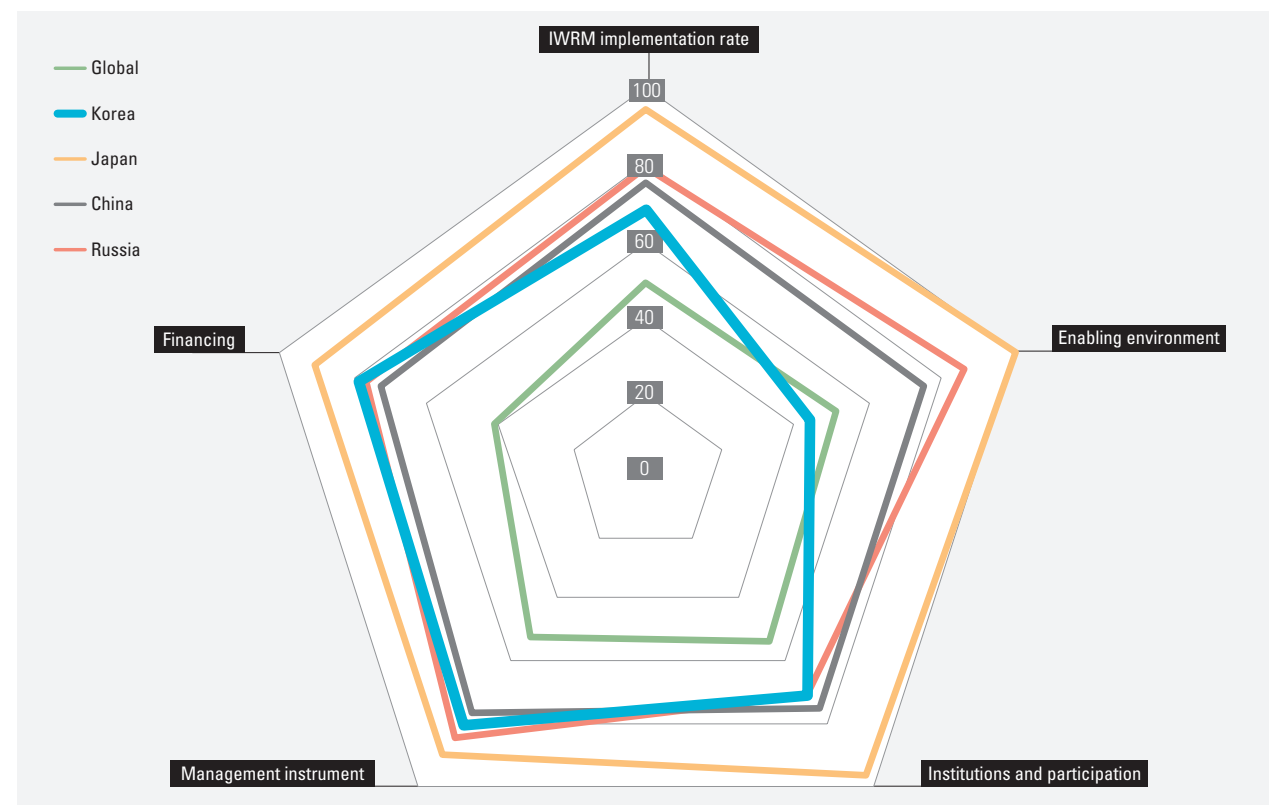 IWRM implementation rate
Global
Korea
Japan
China
Russia
100
80
60
40
20
0
Financing
Enabling environment
Management instrument
Institutions and participation